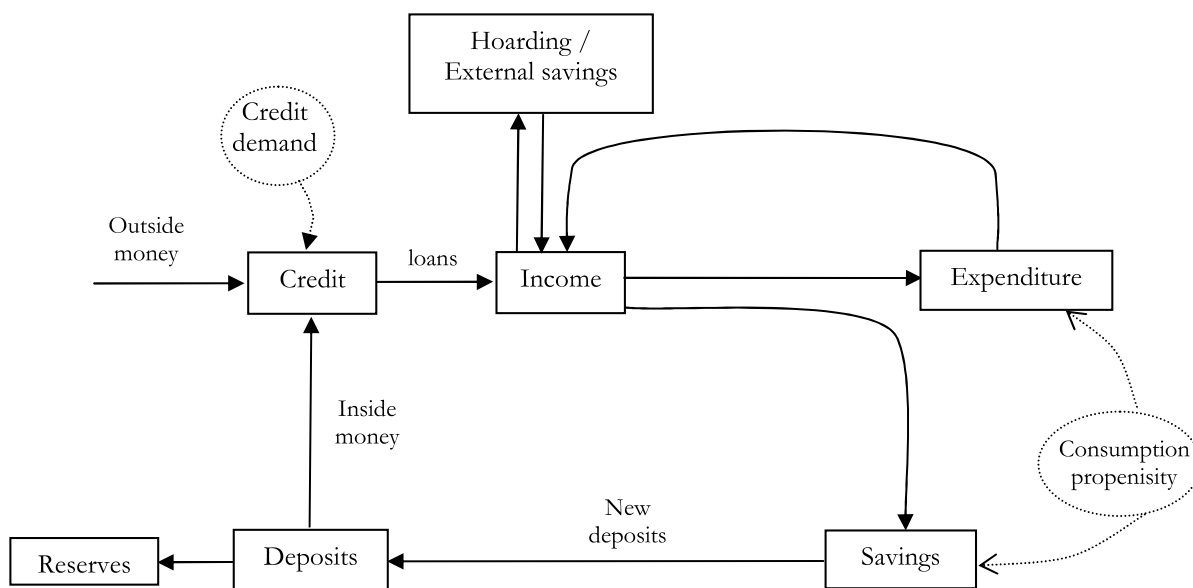 Hoarding /
External savings
Credit
demand
Outside
money
Credit
loans
Income
Expenditure
Inside
money
Consumption
propenisity
New
deposits
Reserves
Deposits
Savings